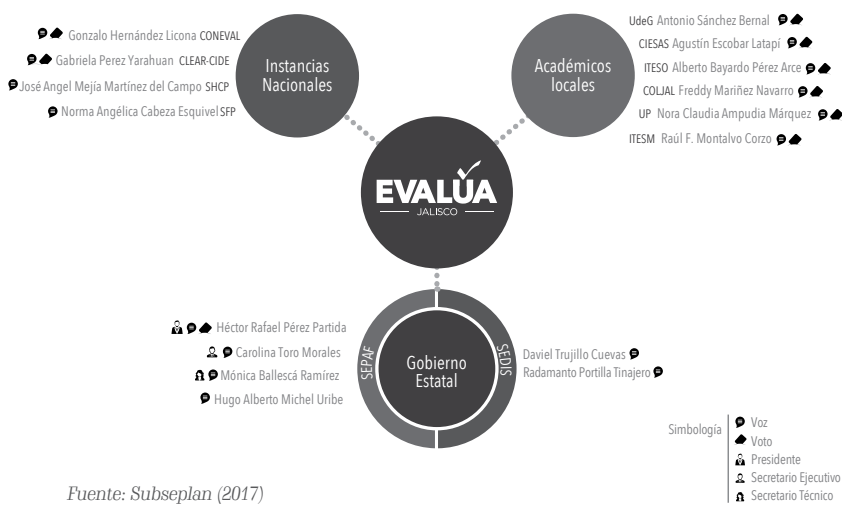 Gonzalo Hernández Licona CONEVAL
Gabriela Perez Yarahuan CLEAR-CIDE
José Angel Mejía Martínez del Campo SHCP
Norma Angélica Cabeza Esquivel SFP
Instancias
Nacionales
Académicos
locales
UdeG Antonio Sánchez Bernal
CIESAS Agustín Escobar Latapí
ITESO Alberto Bayardo Pérez Arce
COLJAL Freddy Mariñez Navarro
UP Nora Claudia Ampudia Márquez
ITESM Raúl F. Montalvo Corzo
EVALÚA
JALISCO
Héctor Rafael Pérez Partida
Carolina Toro Morales
Mónica Ballescá Ramírez
Hugo Alberto Michel Uribe
SEPAF
Gobierno
Estatal
SEDIS
Daviel Trujillo Cuevas
Radamanto Portilla Tinajero
Simbología
Voz
Voto
Presidente
Secretario Ejecutivo
Secretario Técnico
Fuente: Subseplan (2017)